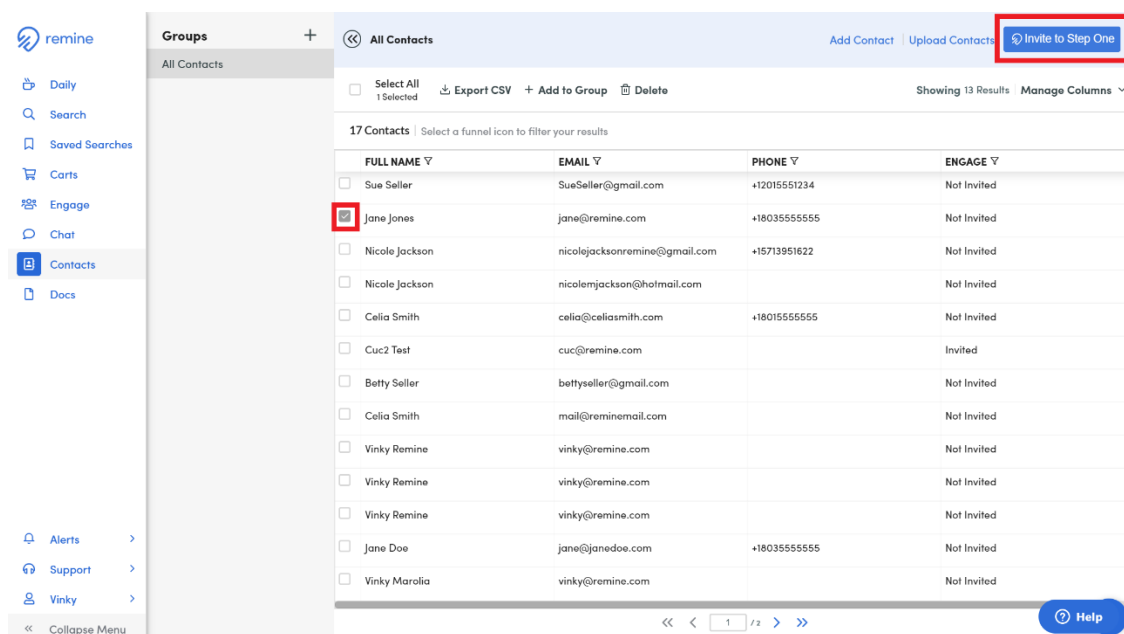 remine
Daily
Search
Saved Searches
Carts
Engage
Chat
Contacts
Docs
Alerts
Support
Vinky
Collapse Menu
Groups
All Contacts
All Contacts
Add Contact
Upload Contacts
Invite to Step One
Select All
1 Selected
Export CSV
+ Add to Group
Delete
Showing 13 Results
Manage Columns
17 Contacts Select a funnel icon to filter your results
FULL NAME EMAIL PHONE ENGAGE
Sue Seller SueSeller@gmail.com +12015551234 Not Invited
Jane Jones jane@remine.com +18035555555 Not Invited
Nicole Jackson nicolejacksonremine@gmail.com +15713951622 Not Invited
Nicole Jackson nicolemjackson@hotmail.com Not Invited
Celia Smith celia@celiasmith.com +18015555555 Not Invited
Cuc2 Test cuc@remine.com Invited
Betty Seller bettyseller@gmail.com Not Invited
Celia Smith mail@reminemail.com Not Invited
Vinky Remine vinky@remine.com Not Invited
Vinky Remine vinky@remine.com Not Invited
Vinky Remine vinky@remine.com Not Invited
Jane Doe jane@janedoe.com +18035555555 Not Invited
Vinky Marolia vinky@remine.com Not Invited
1 /2
Help